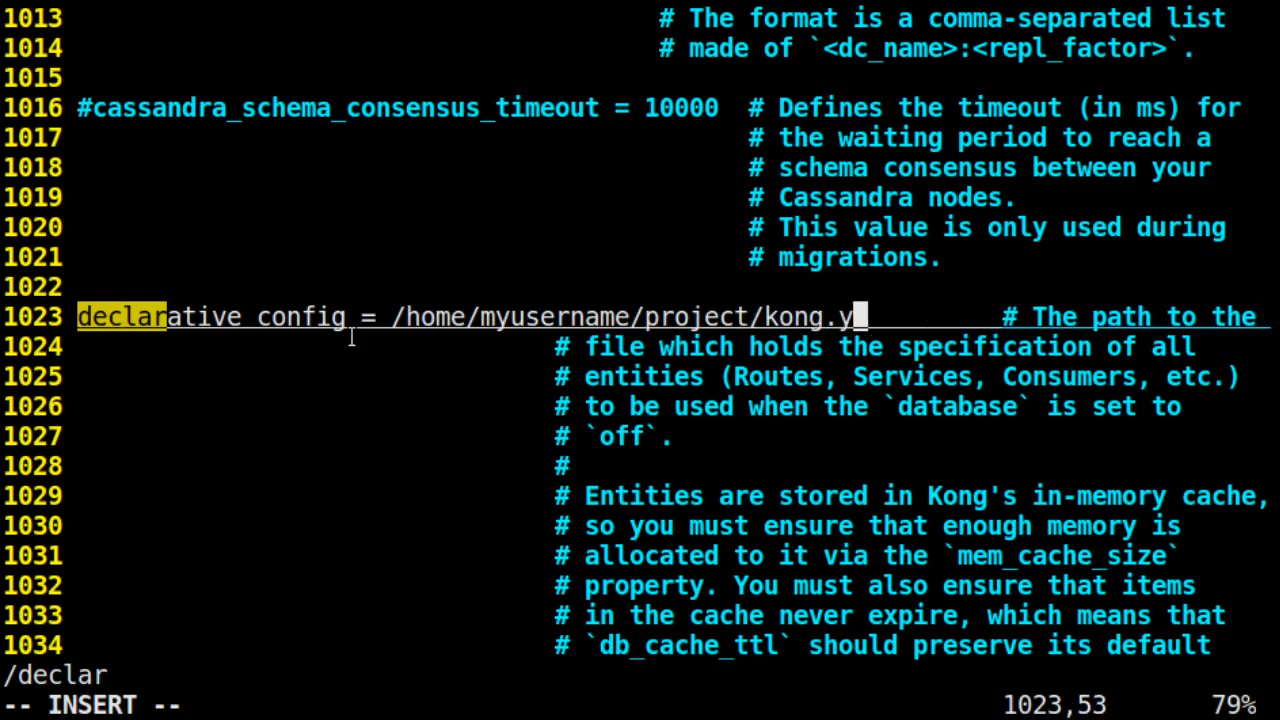 1013 # The format is a comma-separated list
1014 # made of `<dc_name>:<repl_factor>`.
1015
1016 #cassandra_schema_consensus_timeout = 10000 # Defines the timeout (in ms) for
1017 # the waiting period to reach a
1018 # schema consensus between your
1019 # Cassandra nodes.
1020 # This value is only used during
1021 # migrations.
1022
1023 declarative_config = /home/myusername/project/kong.y # The path to the
1024 # file which holds the specification of all
1025 # entities (Routes, Services, Consumers, etc.)
1026 # to be used when the `database` is set to
1027 # `off`.
1028 #
1029 # Entities are stored in Kong's in-memory cache,
1030 # so you must ensure that enough memory is
1031 # allocated to it via the `mem_cache_size`
1032 # property. You must also ensure that items
1033 # in the cache never expire, which means that
1034 # `db_cache_ttl` should preserve its default
/declar
-- INSERT -- 1023,53 79%